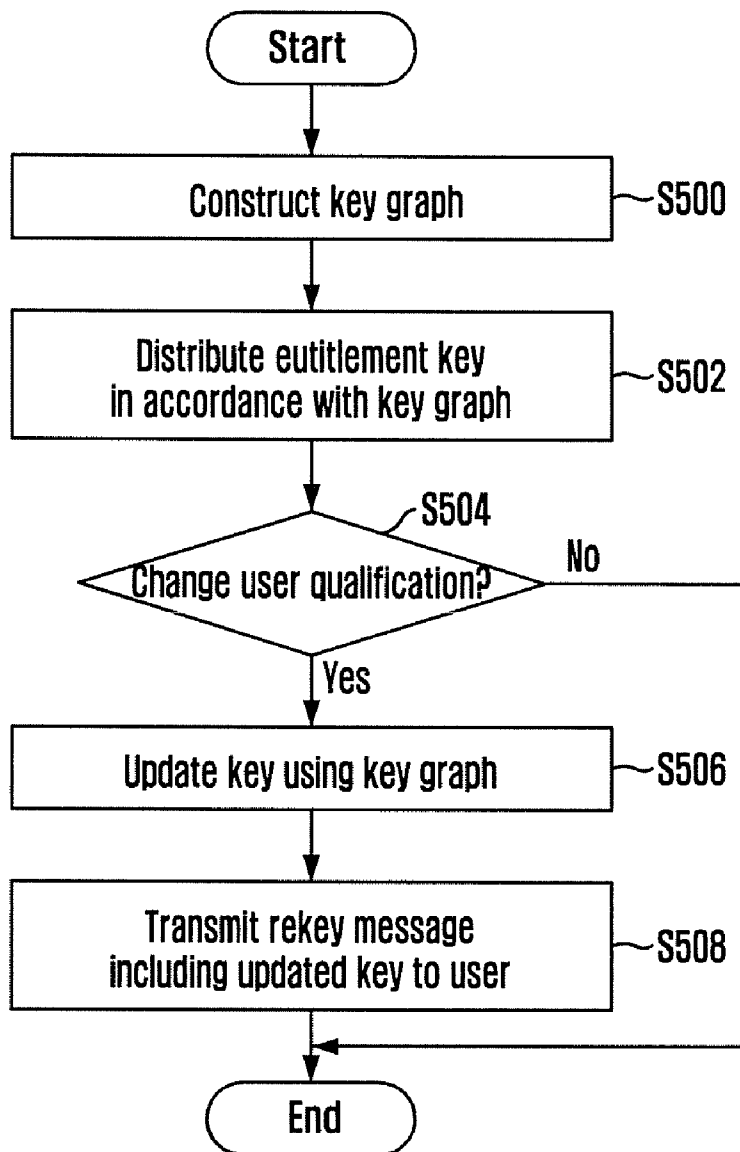 Start
Construct key graph
S500
Distribute eutitlement key
in accordance with key graph
S502
S504
Change user qualification?
No
Yes
Update key using key graph
S506
Transmit rekey message
including updated key to user
S508
End